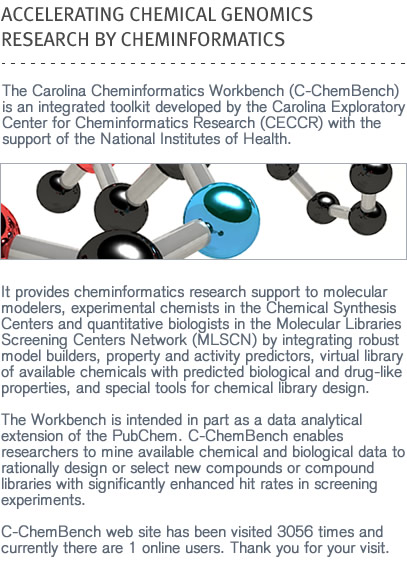 ACCELERATING CHEMICAL GENOMICS
RESEARCH BY CHEMINFORMATICS
The Carolina Cheminformatics Workbench (C-ChemBench)
is an integrated toolkit developed by the Carolina Exploratory
Center for Cheminformatics Research (CECCR) with the
support of the National Institutes of Health.
It provides cheminformatics research support to molecular
modelers, experimental chemists in the Chemical Synthesis
Centers and quantitative biologists in the Molecular Libraries
Screening Centers Network (MLSCN) by integrating robust
model builders, property and activity predictors, virtual library
of available chemicals with predicted biological and drug-like
properties, and special tools for chemical library design.
The Workbench is intended in part as a data analytical
extension of the PubChem. C-ChemBench enables
researchers to mine available chemical and biological data to
rationally design or select new compounds or compound
libraries with significantly enhanced hit rates in screening
experiments.
C-ChemBench web site has been visited 3056 times and
currently there are 1 online users. Thank you for your visit.